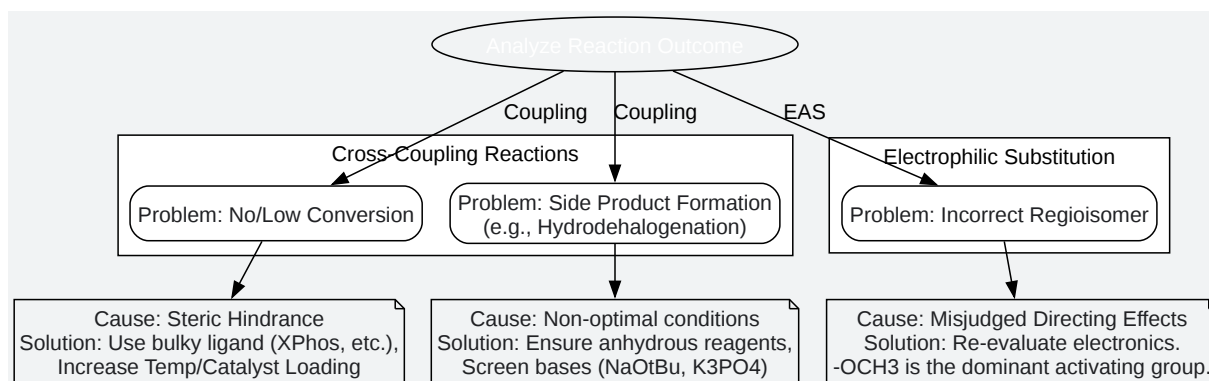 Analyze Reaction Outcome
Coupling
Coupling
EAS
Cross-Coupling Reactions
Electrophilic Substitution
Problem: No/Low Conversion
Problem: Side Product Formation
(e.g., Hydrodehalogenation)
Problem: Incorrect Regioisomer
Cause: Steric Hindrance
Solution: Use bulky ligand (XPhos, etc.),
Increase Temp/Catalyst Loading
Cause: Non-optimal conditions
Solution: Ensure anhydrous reagents,
Screen bases (NaOtBu, K3PO4)
Cause: Misjudged Directing Effects
Solution: Re-evaluate electronics.
-OCH3 is the dominant activating group.